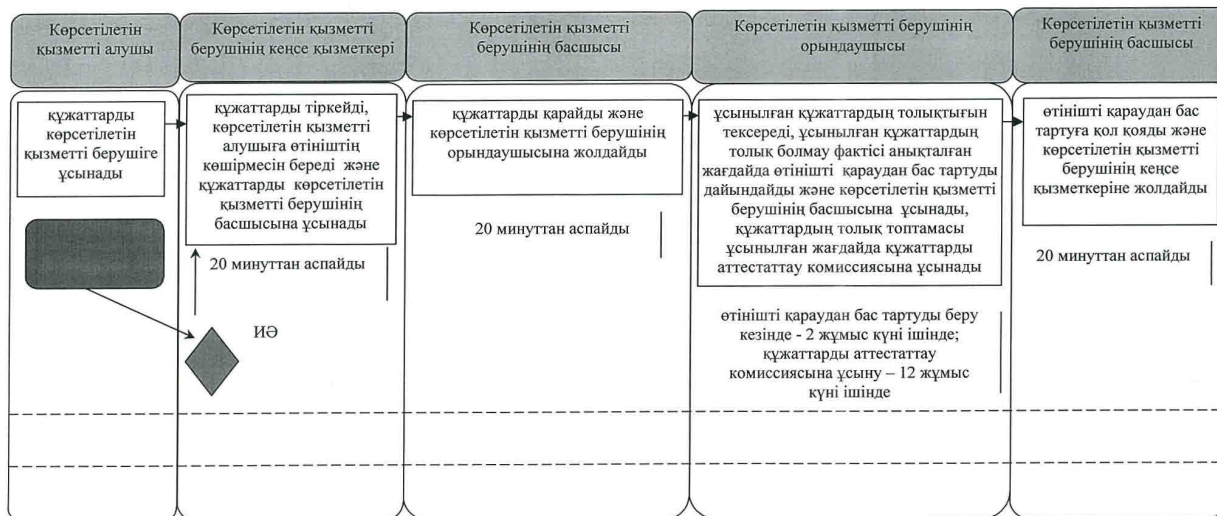 Көрсетілетін
қызметті алушы
Көрсетілетін қызметті
берушінің кеңсе қызметкері
Көрсетілетін қызметті
берушінің басшысы
Көрсетілетін қызметті берушінің
орындаушысы
Көрсетілетін қызметті
берушінің басшысы
құжаттарды
көрсетілетін
қызметті берушіге
ұсынады
құжаттарды тіркейді,
көрсетілетін қызметті
алушыға өтініштің
көшірмесін береді және
құжаттарды көрсетілетін
қызметті берушінің
басшысына ұсынады
20 минуттан аспайды
ИӘ
құжаттарды қарайды және
көрсетілетін қызметті берушінің
орындаушысына жолдайды
20 минуттан аспайды
ұсынылған құжаттардың толықтығын
тексереді, ұсынылған құжаттардың
толық болмау фактісі анықталған
жағдайда өтінішті қараудан бас тартуды
дайындайды және көрсетілетін қызметті
берушінің басшысына ұсынады,
құжаттардың толық топтамасы
ұсынылған жағдайда құжаттарды
аттестаттау комиссиясына ұсынады
өтінішті қараудан бас тартуды беру
кезінде - 2 жұмыс күні ішінде;
құжаттарды аттестаттау
комиссиясына ұсыну – 12 жұмыс
күні ішінде
өтінішті қараудан бас
тартуға қол қояды және
көрсетілетін қызметті
берушінің кеңсе
қызметкеріне жолдайды
20 минуттан аспайды